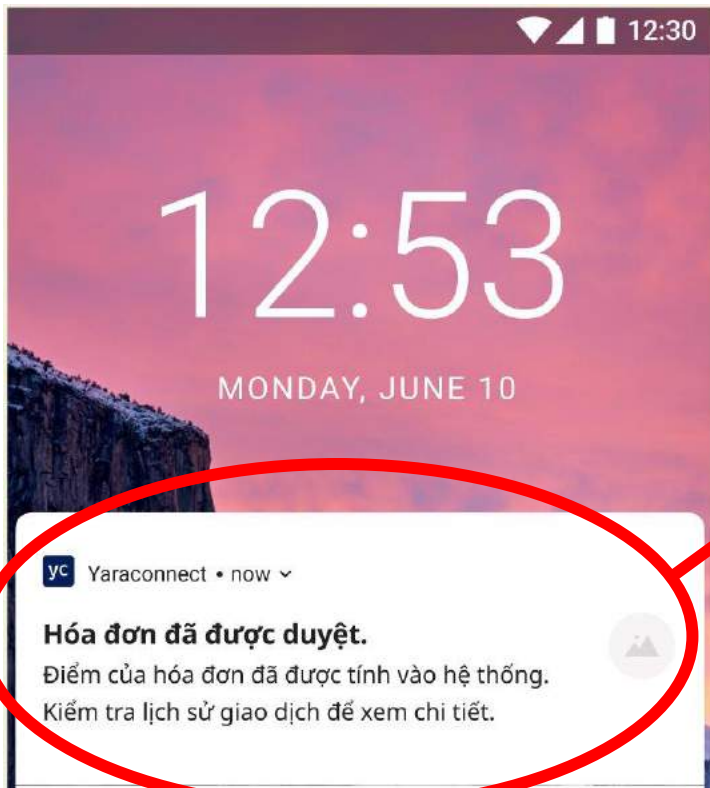 12:30
12:53
MONDAY, JUNE 10
yc Yaraconnect • now
Hóa đơn đã được duyệt.
Điểm của hóa đơn đã được tính vào hệ thống.
Kiểm tra lịch sử giao dịch để xem chi tiết.